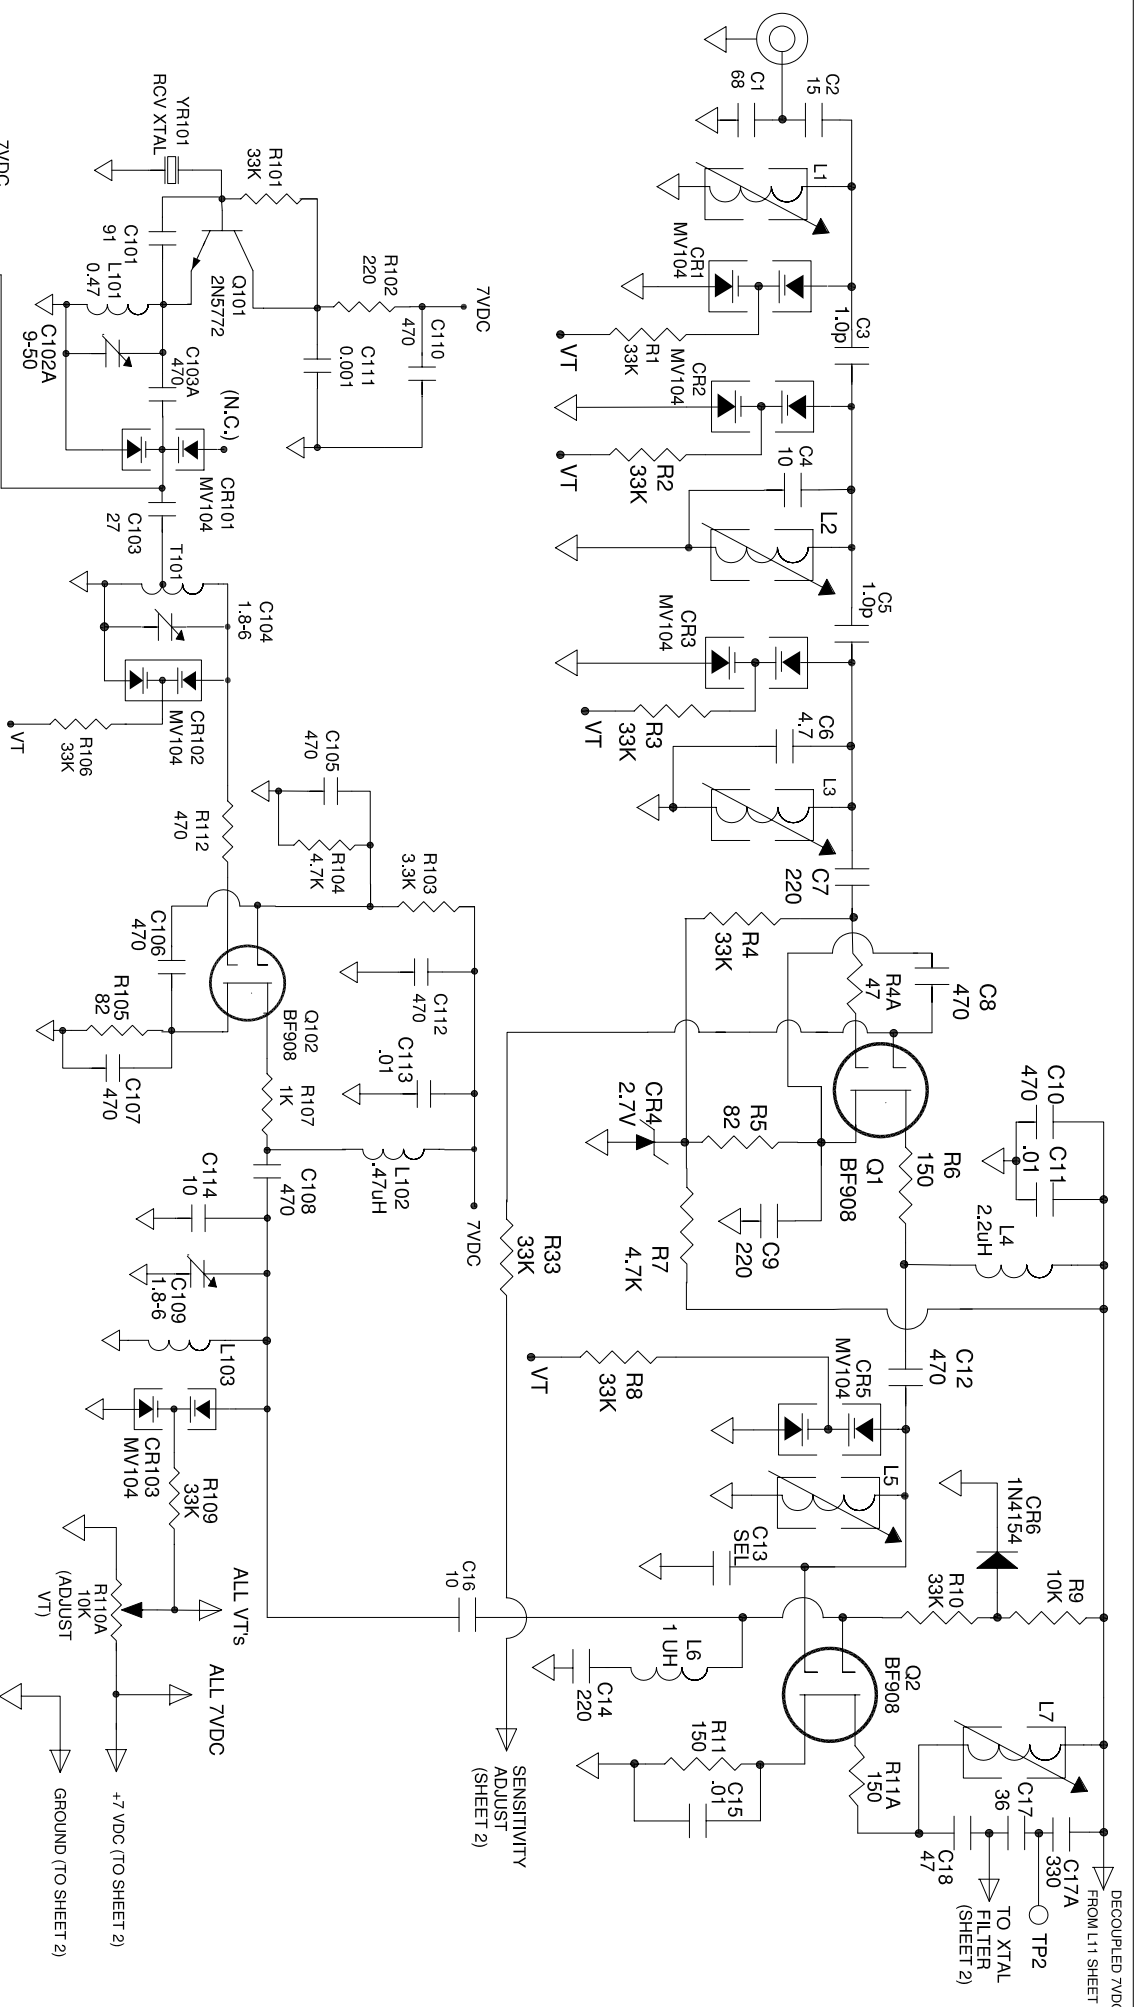 C1
68
C2
15
L1
CR1
MV104
R1
33K
VT
C3
1.0p
CR2
MV104
R2
33K
VT
C4
10
L2
C5
1.0p
CR3
MV104
R3
33K
VT
C6
4.7
L3
C7
220
R4
33K
R4A
47
C8
470
Q1
BF908
R5
82
CR4
2.7V
C9
220
R7
4.7K
R6
150
C10
470
C11
.01
L4
2.2uH
R33
33K
C12
470
R8
33K
VT
CR5
MV104
L5
C13
SEL
CR6
1N4154
R9
10K
R10
33K
Q2
BF908
L6
1 UH
C14
220
R11
150
C15
.01
R11A
150
L7
C18
47
C17
36
C17A
330
TP2
TO XTAL
FILTER
(SHEET 2)
DECOUPLED 7VDC
FROM L11 SHEET
SENSITIVITY
ADJUST
(SHEET 2)
C16
10
YR101
RCV XTAL
R101
33K
C101
91
L101
0.47
Q101
2N5772
R102
220
7VDC
C110
470
C111
0.001
C102A
9-50
C103A
470
(N.C.)
CR101
MV104
C103
27
T101
C104
1.8-6
CR102
MV104
R106
33K
VT
R112
470
C105
470
R104
4.7K
R103
3.3K
C106
470
R105
82
C107
470
Q102
BF908
C112
470
C113
.01
R107
1K
L102
.47uH
7VDC
C108
470
C114
10
C109
1.8-6
L103
CR103
MV104
R109
33K
R110A
10K
(ADJUST
VT)
ALL VT's
ALL 7VDC
+7 VDC (TO SHEET 2)
GROUND (TO SHEET 2)
7VDC